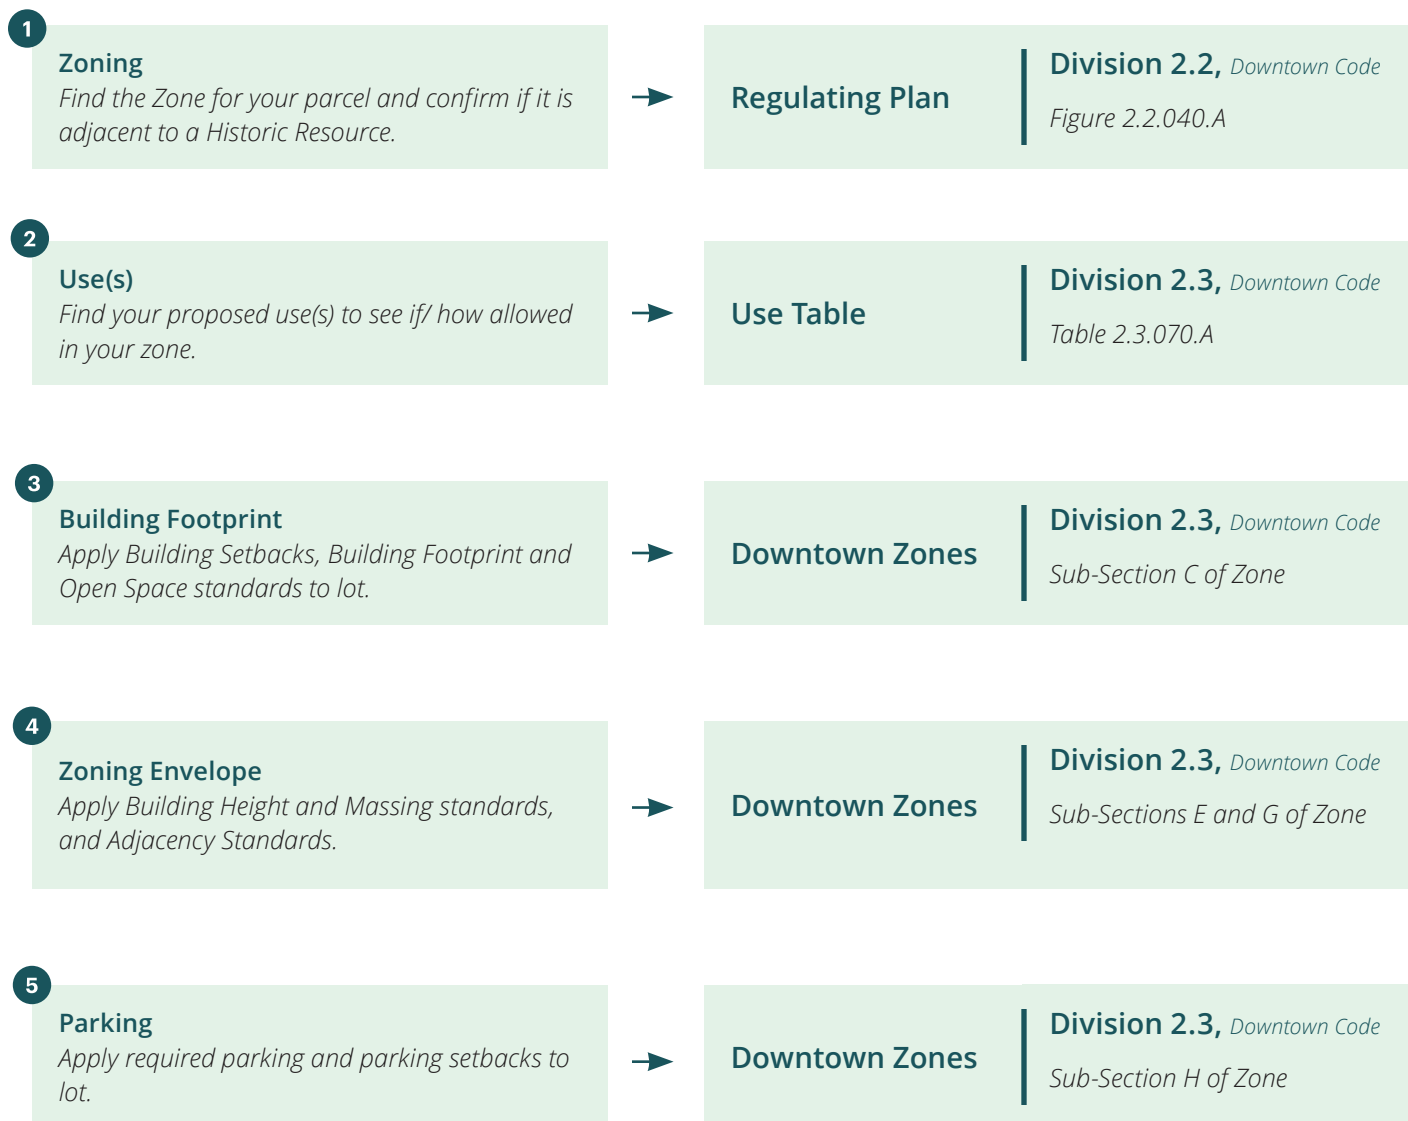 1
Zoning
Find the Zone for your parcel and confirm if it is
adjacent to a Historic Resource.
Regulating Plan
Division 2.2, Downtown Code
Figure 2.2.040.A
2
Use(s)
Find your proposed use(s) to see if/ how allowed
in your zone.
Use Table
Division 2.3, Downtown Code
Table 2.3.070.A
3
Building Footprint
Apply Building Setbacks, Building Footprint and
Open Space standards to lot.
Downtown Zones
Division 2.3, Downtown Code
Sub-Section C of Zone
4
Zoning Envelope
Apply Building Height and Massing standards,
and Adjacency Standards.
Downtown Zones
Division 2.3, Downtown Code
Sub-Sections E and G of Zone
5
Parking
Apply required parking and parking setbacks to
lot.
Downtown Zones
Division 2.3, Downtown Code
Sub-Section H of Zone